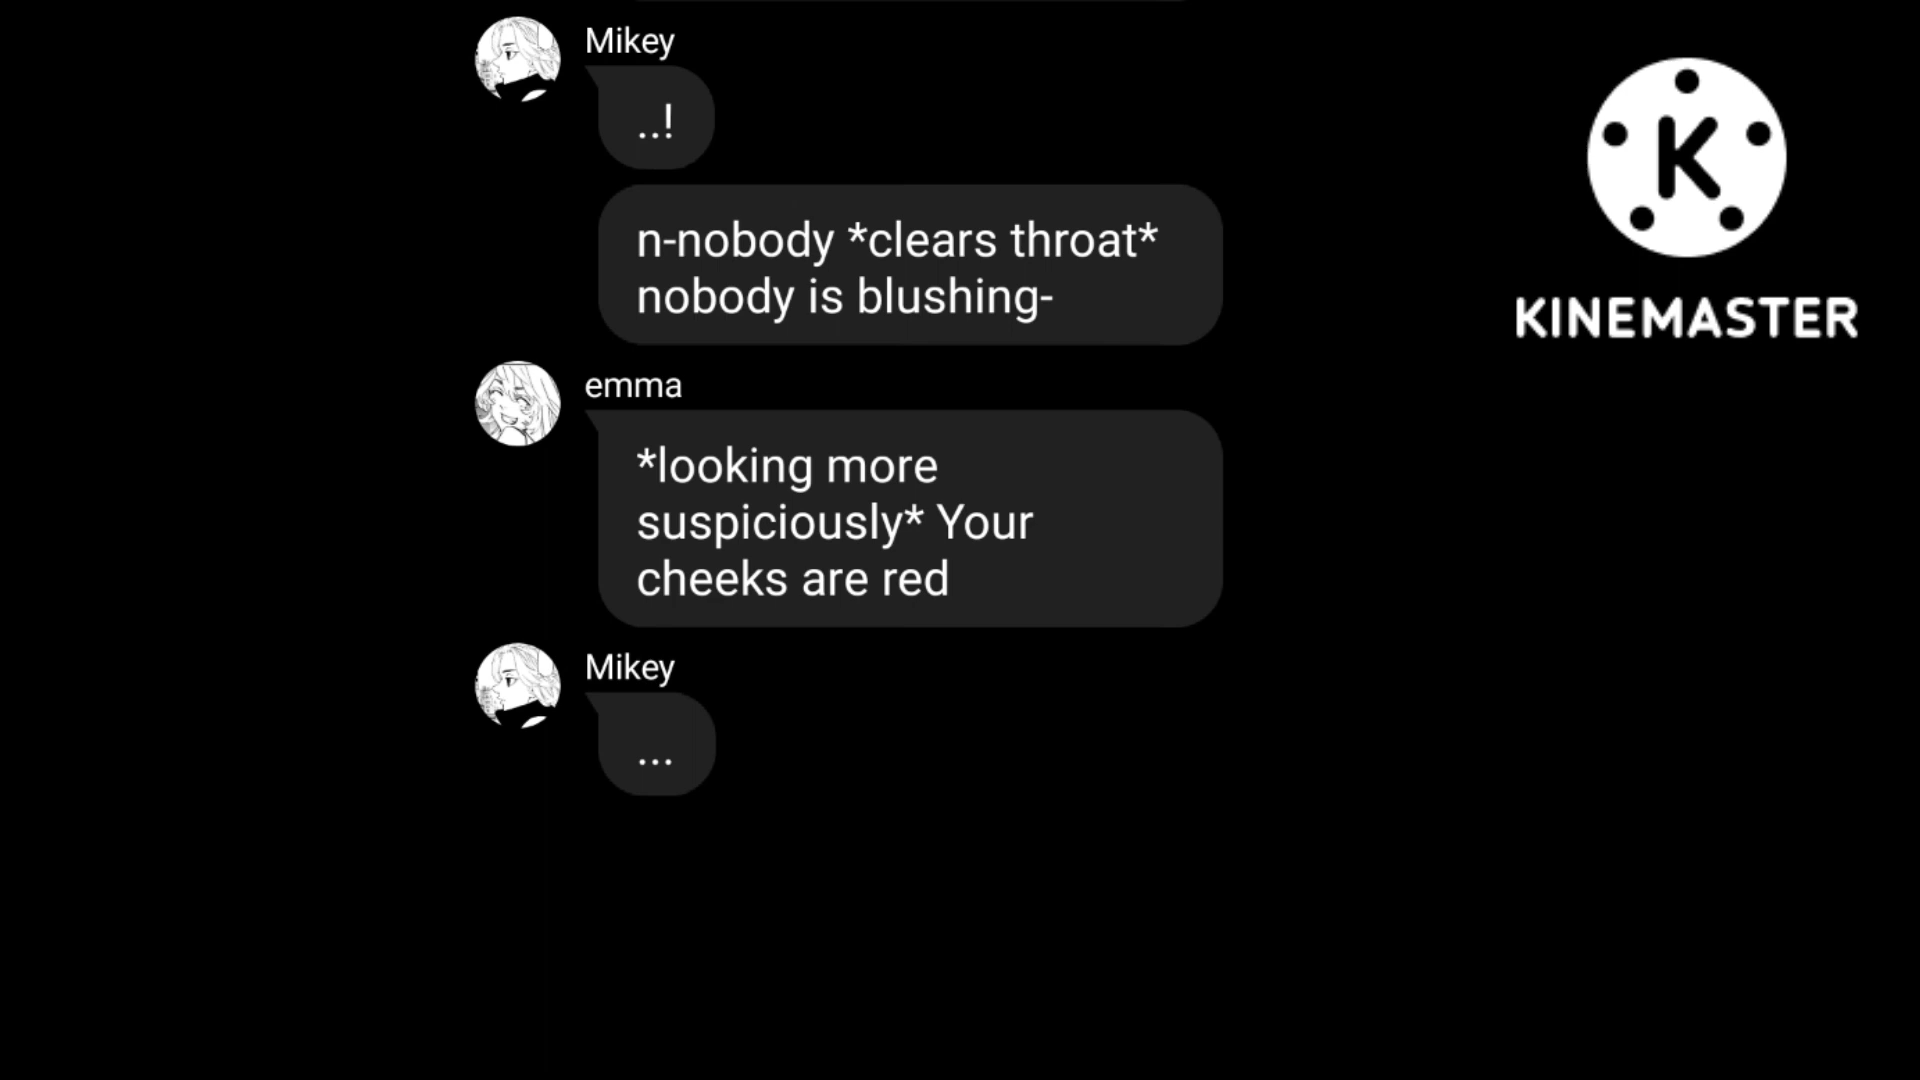 Mikey
..!
n-nobody *clears throat*
nobody is blushing-
emma
*looking more
suspiciously* Your
cheeks are red
Mikey
...
K
KINEMASTER